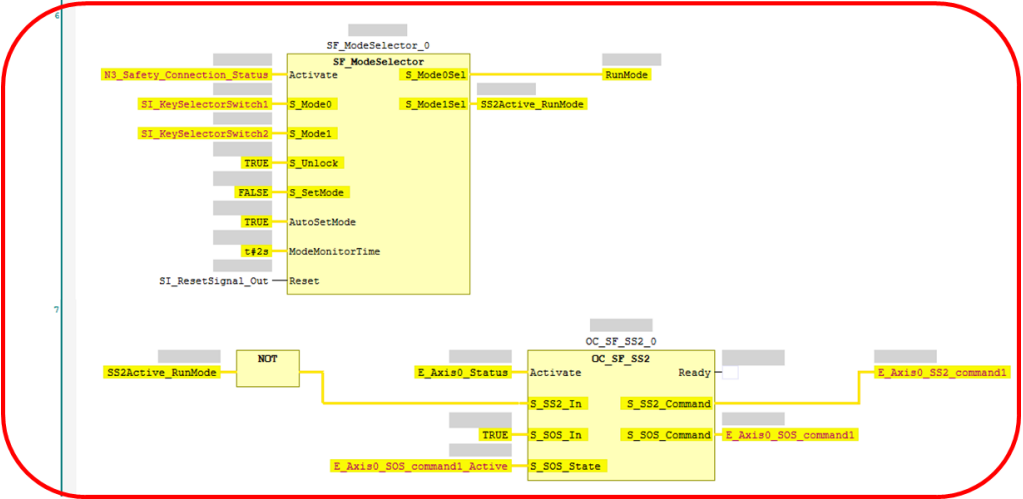 6
SF_ModeSelector_0
SF_ModeSelector
N3_Safety_Connection_Status Activate S_Mode0Sel RunMode
SI_KeySelectorSwitch1 S_Mode0 S_Mode1Sel SS2Active_RunMode
SI_KeySelectorSwitch2 S_Mode1
TRUE S_Unlock
FALSE S_SetMode
TRUE AutoSetMode
t#2s ModeMonitorTime
SI_ResetSignal_Out Reset
7
OC_SF_SS2_0
NOT OC_SF_SS2
SS2Active_RunMode E_Axis0_Status Activate Ready E_Axis0_SS2_command1
S_SS2_In S_SS2_Command
TRUE S_SOS_In S_SOS_Command E_Axis0_SOS_command1
E_Axis0_SOS_command1_Active S_SOS_State